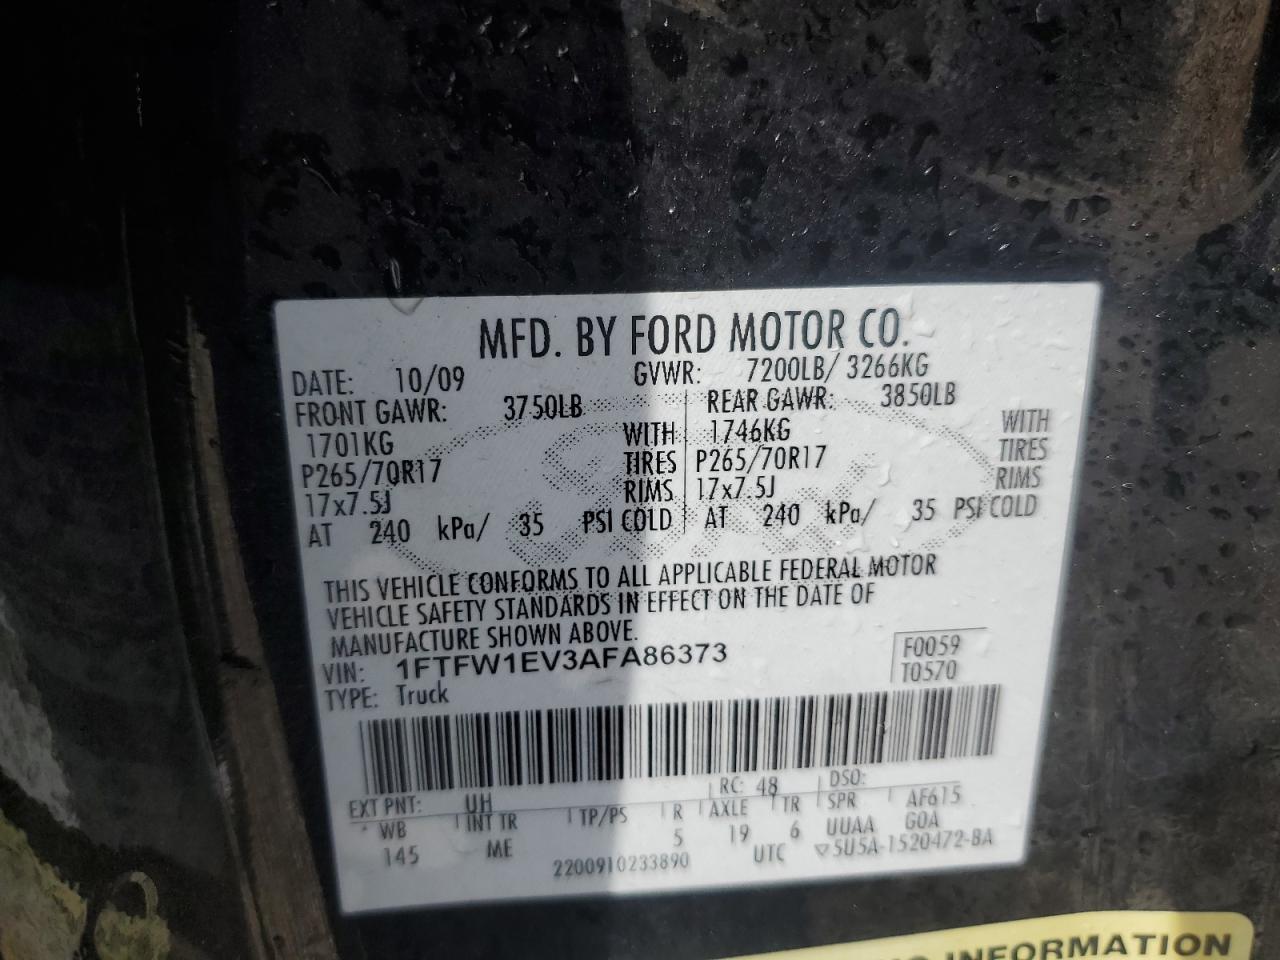 MFD. BY FORD MOTOR CO.
DATE: 10/09 GVWR: 7200LB/ 3266KG
FRONT GAWR: 3750LB REAR GAWR: 3850LB
1701KG WITH 1746KG WITH
P265/70R17 TIRES P265/70R17 TIRES
17x7.5J RIMS 17x7.5J RIMS
AT 240 kPa/ 35 PSI COLD AT 240 kPa/ 35 PSI COLD
THIS VEHICLE CONFORMS TO ALL APPLICABLE FEDERAL MOTOR
VEHICLE SAFETY STANDARDS IN EFFECT ON THE DATE OF
MANUFACTURE SHOWN ABOVE.
VIN: 1FTFW1EV3AFA86373 F0059
TYPE: Truck T0570
EXT PNT: UH RC: 48 DSO:
WB INT TR TP/PS R AXLE TR SPR AF615
145 ME 5 19 6 UUAA G0A
2200910233890 UTC ▽5U5A-1520472-BA
INFORMATION